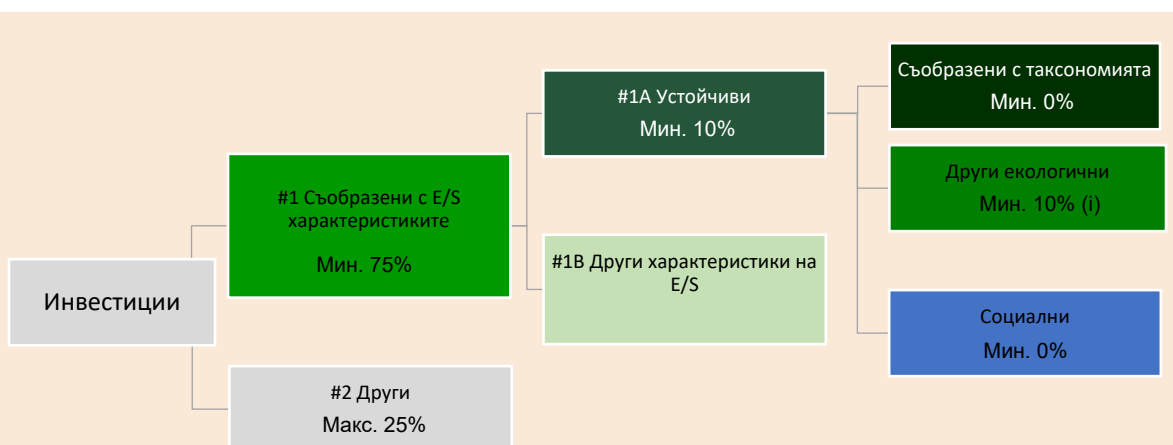 Инвестиции
#1 Съобразени с E/S
характеристиките
Мин. 75%
#2 Други
Макс. 25%
#1A Устойчиви
Мин. 10%
#1B Други характеристики на
E/S
Съобразени с таксономията
Мин. 0%
Други екологични
Мин. 10% (i)
Социални
Мин. 0%